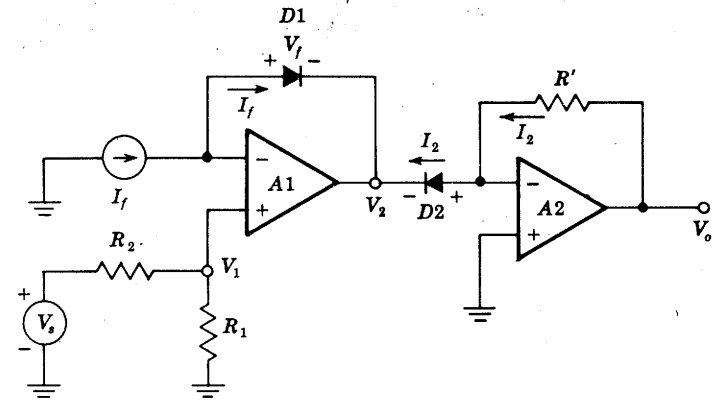 D1
+ V_f −
I_f
R'
I_2
I_2
−
A1
+
−
A2
+
I_f
V_2
− D2 +
V_o
R_2
V_1
+
V_s
−
R_1